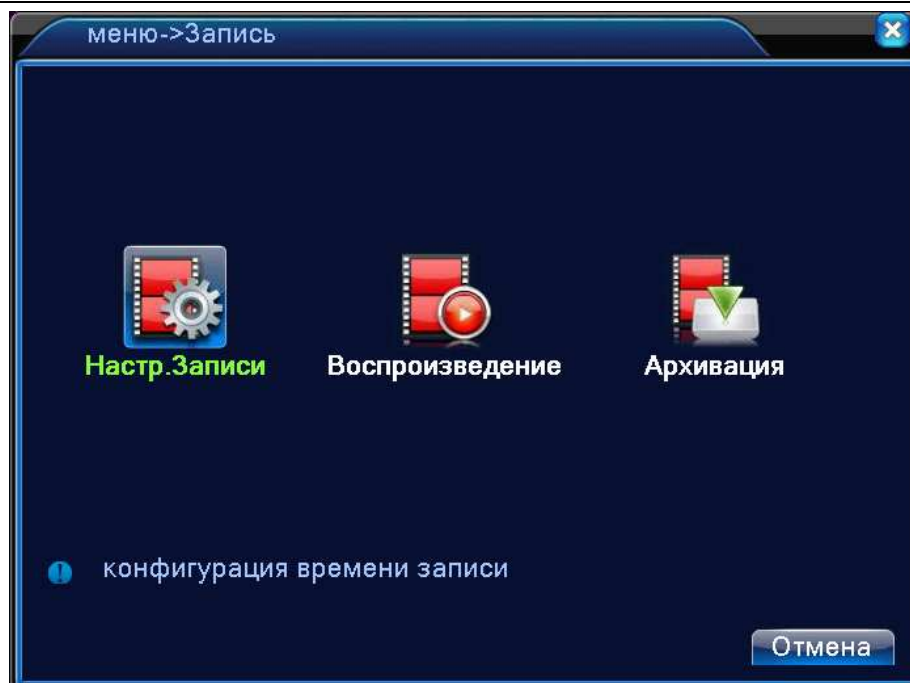 меню->Запись
Настр.Записи Воспроизведение Архивация
конфигурация времени записи
Отмена